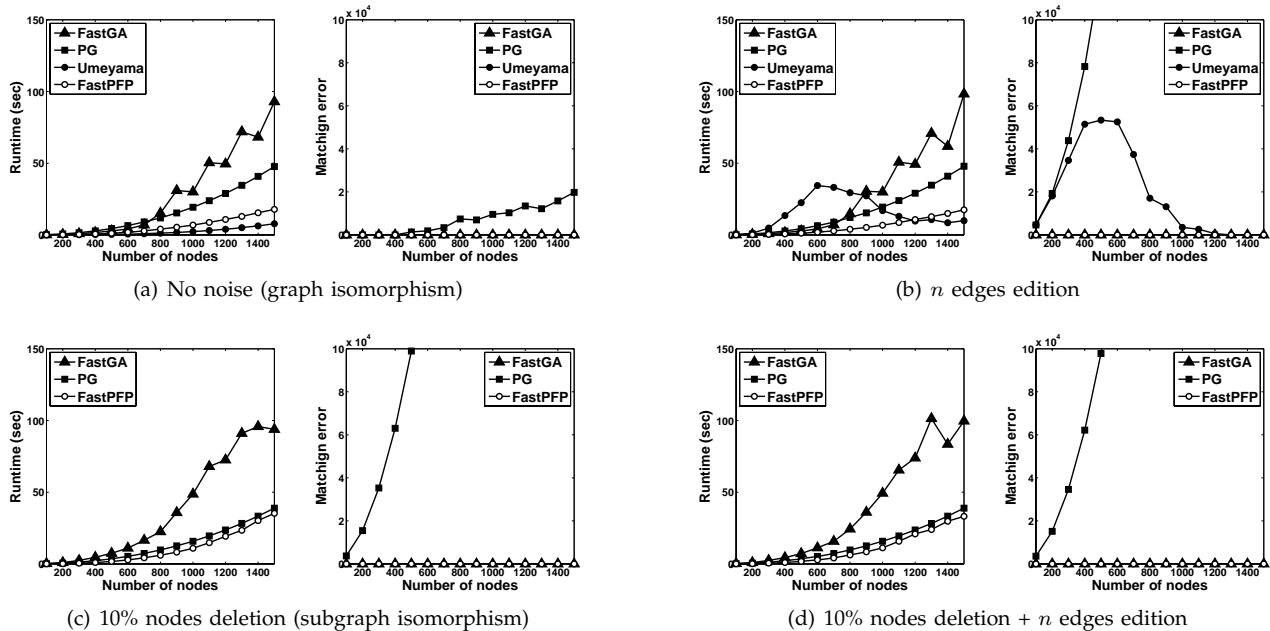 150
100
50
0
Runtime (sec)
FastGA
PG
Umeyama
FastPFP
200 400 600 800 1000 1200 1400
Number of nodes
x 10^4
10
8
6
4
2
0
Matchign error
FastGA
PG
Umeyama
FastPFP
200 400 600 800 1000 1200 1400
Number of nodes
(a) No noise (graph isomorphism)
150
100
50
0
Runtime (sec)
FastGA
PG
Umeyama
FastPFP
200 400 600 800 1000 1200 1400
Number of nodes
x 10^4
10
8
6
4
2
0
Matchign error
FastGA
PG
Umeyama
FastPFP
200 400 600 800 1000 1200 1400
Number of nodes
(b) n edges edition
150
100
50
0
Runtime (sec)
FastGA
PG
FastPFP
200 400 600 800 1000 1200 1400
Number of nodes
x 10^4
10
8
6
4
2
0
Matchign error
FastGA
PG
FastPFP
200 400 600 800 1000 1200 1400
Number of nodes
(c) 10% nodes deletion (subgraph isomorphism)
150
100
50
0
Runtime (sec)
FastGA
PG
FastPFP
200 400 600 800 1000 1200 1400
Number of nodes
x 10^4
10
8
6
4
2
0
Matchign error
FastGA
PG
FastPFP
200 400 600 800 1000 1200 1400
Number of nodes
(d) 10% nodes deletion + n edges edition